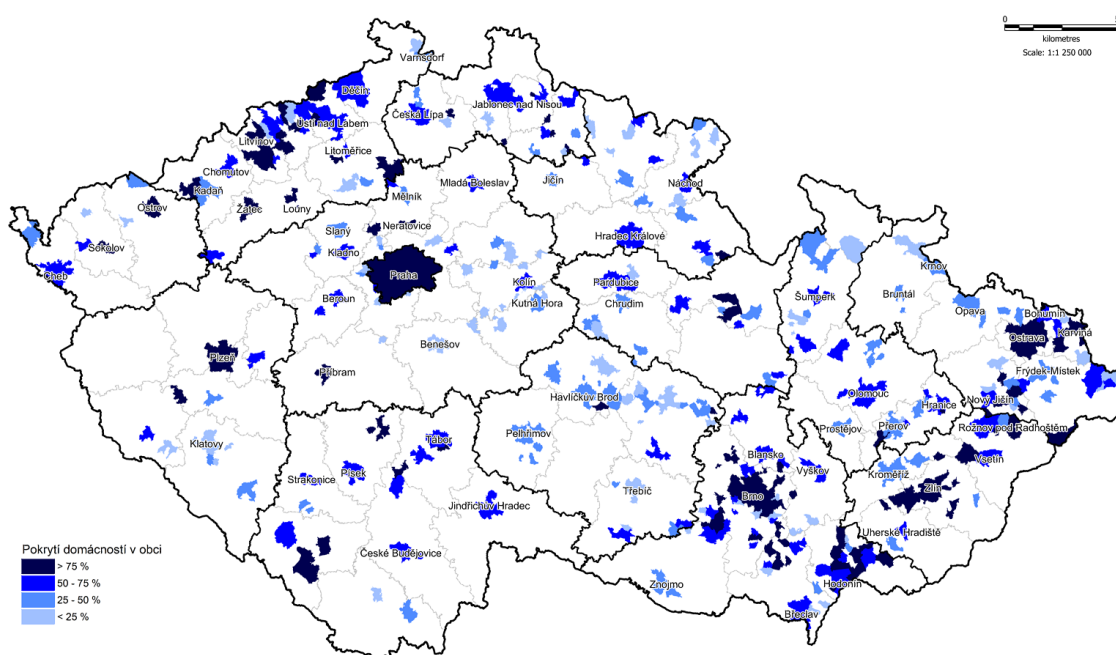 0
5
kilometres
Scale: 1:1 250 000
Varnsdorf
Děčín
Jablonec nad Nisou
Česká Lípa
Ústí nad Labem
Litvínov
Litoměřice
Chomutov
Mladá Boleslav
Jičín
Náchod
Kadaň
Mělník
Ostrov
Žatec
Louny
Neratovice
Slaný
Hradec Králové
Sokolov
Kladno
Cheb
Praha
Krnov
Kolín
Pardubice
Bruntál
Šumperk
Beroun
Kutná Hora
Chrudim
Opava
Bohumín
Karviná
Ostrava
Benešov
Plzeň
Příbram
Frýdek-Místek
Olomouc
Havlíčkův Brod
Nový Jičín
Hranice
Přerov
Rožnov pod Radhoštěm
Prostějov
Pelhřimov
Tábor
Klatovy
Blansko
Vsetín
Vyškov
Kroměříž
Písek
Strakonice
Zlín
Třebíč
Brno
Jindřichův Hradec
Uherské Hradiště
České Budějovice
Znojmo
Hodonín
Břeclav
Pokrytí domácností v obci
> 75 %
50 - 75 %
25 - 50 %
< 25 %